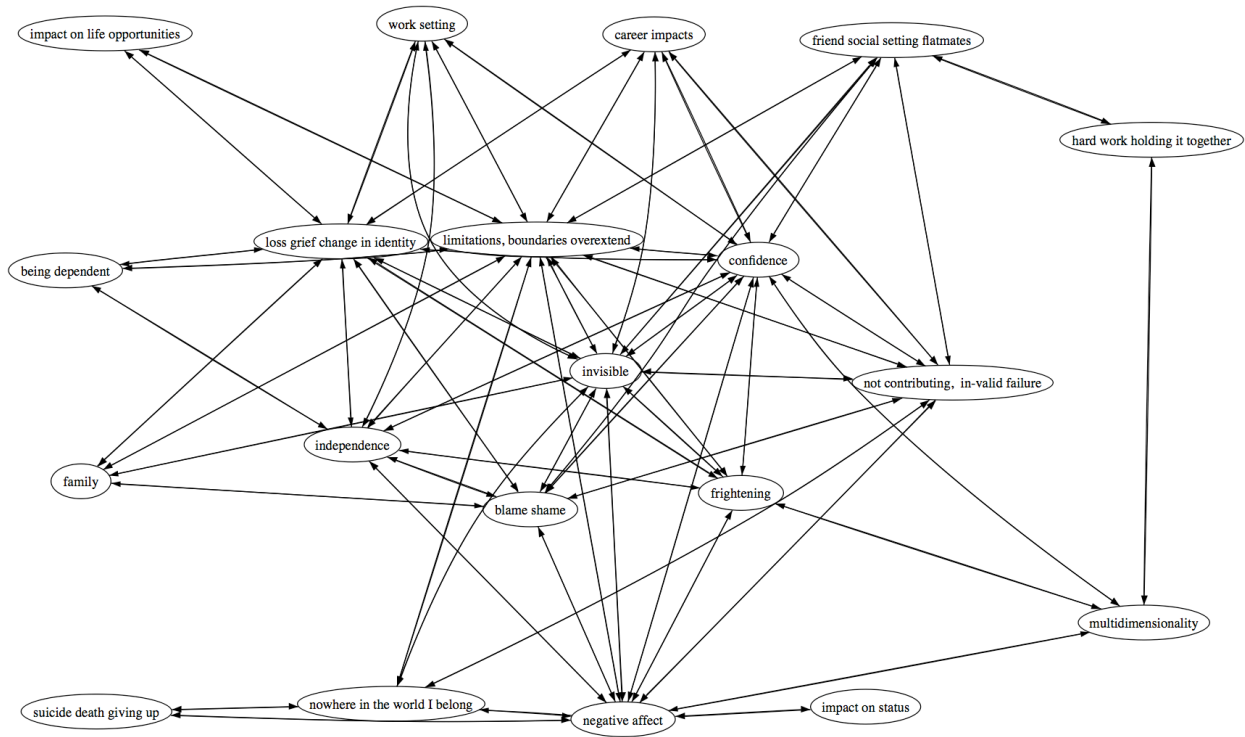 impact on life opportunities
work setting
career impacts
friend social setting flatmates
hard work holding it together
loss grief change in identity
limitations, boundaries overextend
confidence
being dependent
invisible
not contributing, in-valid failure
independence
family
frightening
blame shame
multidimensionality
suicide death giving up
nowhere in the world I belong
negative affect
impact on status